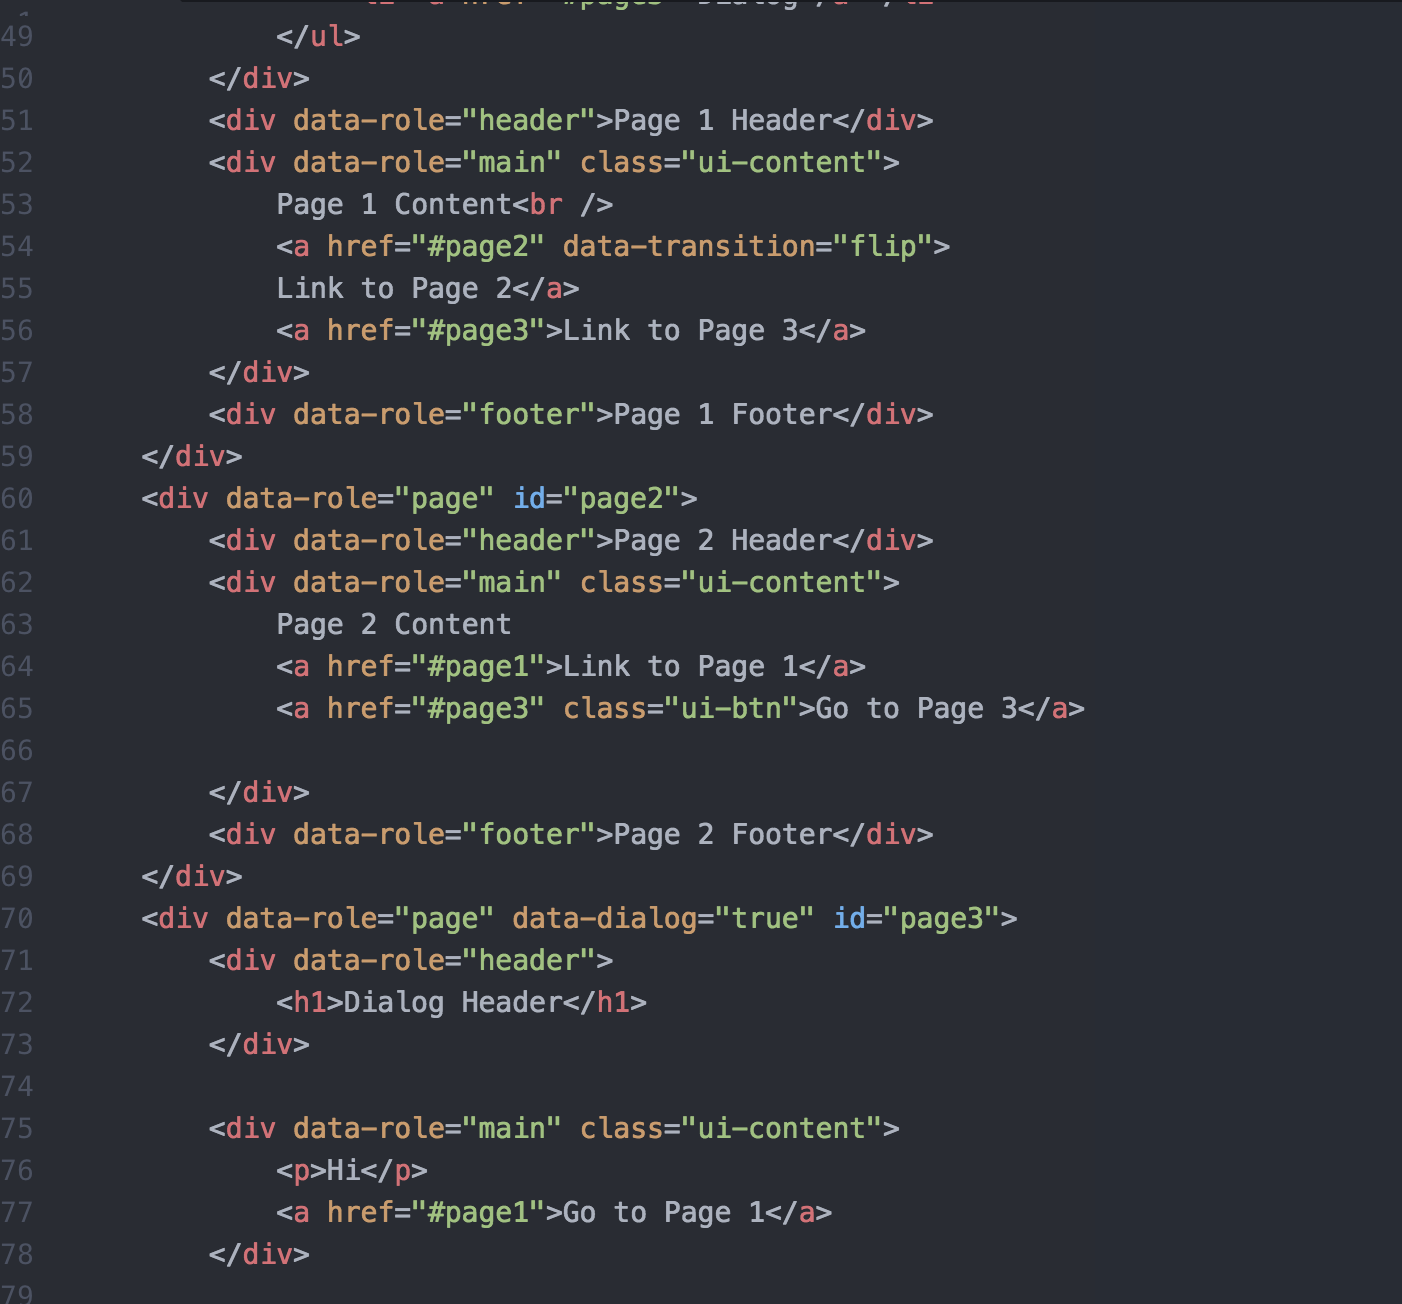 49 </ul>
50 </div>
51 <div data-role="header">Page 1 Header</div>
52 <div data-role="main" class="ui-content">
53 Page 1 Content<br />
54 <a href="#page2" data-transition="flip">
55 Link to Page 2</a>
56 <a href="#page3">Link to Page 3</a>
57 </div>
58 <div data-role="footer">Page 1 Footer</div>
59 </div>
60 <div data-role="page" id="page2">
61 <div data-role="header">Page 2 Header</div>
62 <div data-role="main" class="ui-content">
63 Page 2 Content
64 <a href="#page1">Link to Page 1</a>
65 <a href="#page3" class="ui-btn">Go to Page 3</a>
66
67 </div>
68 <div data-role="footer">Page 2 Footer</div>
69 </div>
70 <div data-role="page" data-dialog="true" id="page3">
71 <div data-role="header">
72 <h1>Dialog Header</h1>
73 </div>
74
75 <div data-role="main" class="ui-content">
76 <p>Hi</p>
77 <a href="#page1">Go to Page 1</a>
78 </div>
79